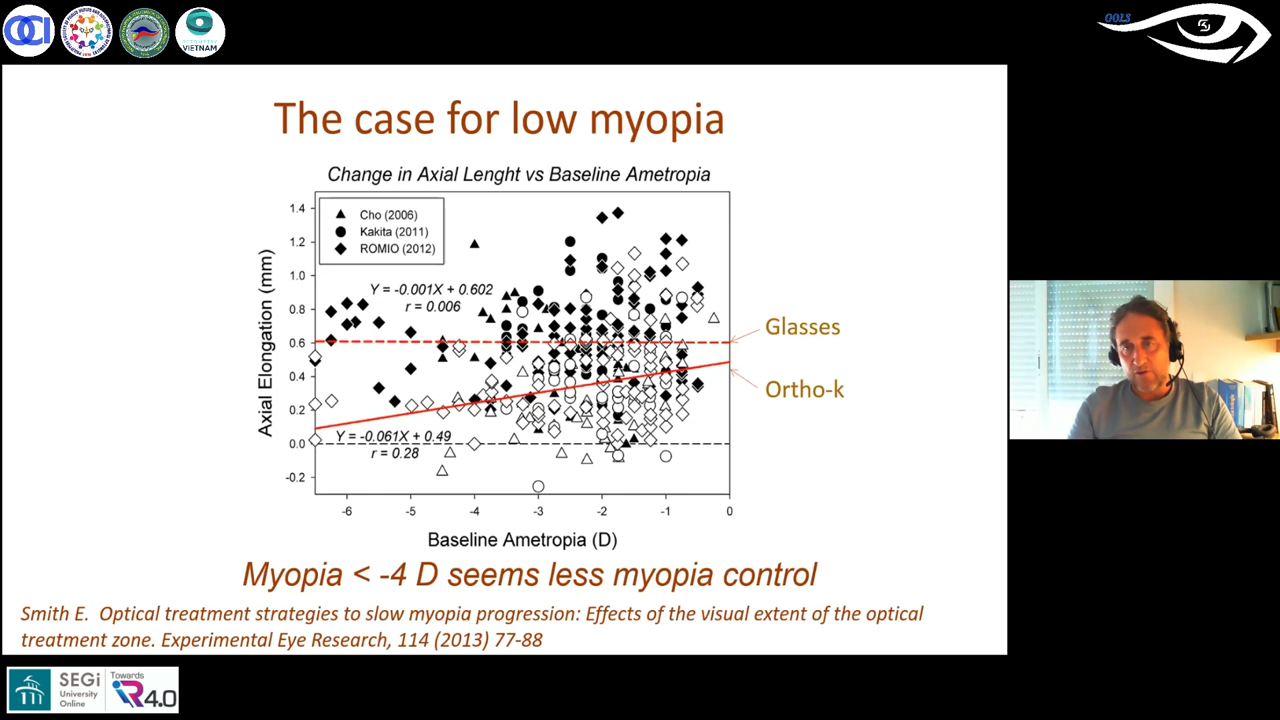 OCI
VIETNAM
OOLS
The case for low myopia
Change in Axial Lenght vs Baseline Ametropia
Axial Elongation (mm)
1.4
1.2
1.0
0.8
0.6
0.4
0.2
0.0
-0.2
Cho (2006)
Kakita (2011)
ROMIO (2012)
Y = -0.001X + 0.602
r = 0.006
Glasses
Ortho-k
Y = -0.061X + 0.49
r = 0.28
-6 -5 -4 -3 -2 -1 0
Baseline Ametropia (D)
Myopia < -4 D seems less myopia control
Smith E. Optical treatment strategies to slow myopia progression: Effects of the visual extent of the optical
treatment zone. Experimental Eye Research, 114 (2013) 77-88
SEGi
University
Online
Towards
iR4.0